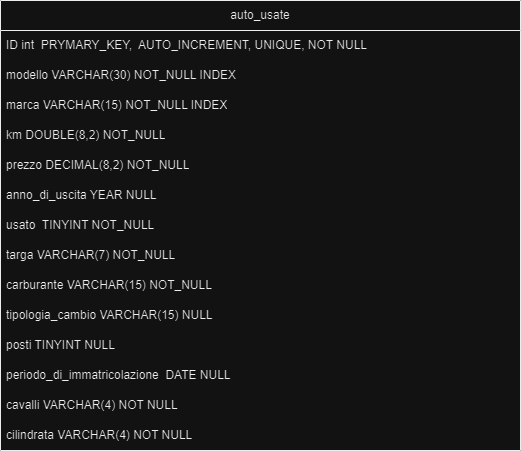 auto_usate
ID int  PRYMARY_KEY,  AUTO_INCREMENT, UNIQUE, NOT NULL
modello VARCHAR(30) NOT_NULL INDEX
marca VARCHAR(15) NOT_NULL INDEX
km DOUBLE(8,2) NOT_NULL
prezzo DECIMAL(8,2) NOT_NULL
anno_di_uscita YEAR NULL
usato  TINYINT NOT_NULL
targa VARCHAR(7) NOT_NULL
carburante VARCHAR(15) NOT_NULL
tipologia_cambio VARCHAR(15) NULL
posti TINYINT NULL
periodo_di_immatricolazione  DATE NULL
cavalli VARCHAR(4) NOT NULL
cilindrata VARCHAR(4) NOT NULL